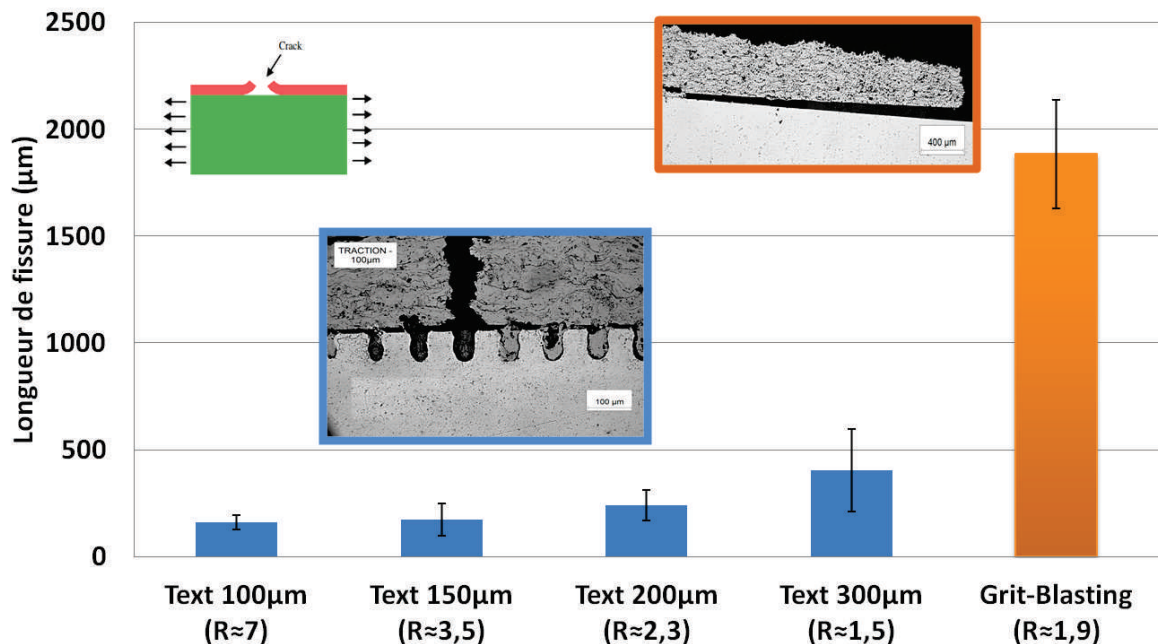 Longueur de fissure (µm)
2500
2000
1500
1000
500
0
Crack
400 µm
TRACTION -
100µm
100 µm
Text 100µm
(R≈7)
Text 150µm
(R≈3,5)
Text 200µm
(R≈2,3)
Text 300µm
(R≈1,5)
Grit-Blasting
(R≈1,9)